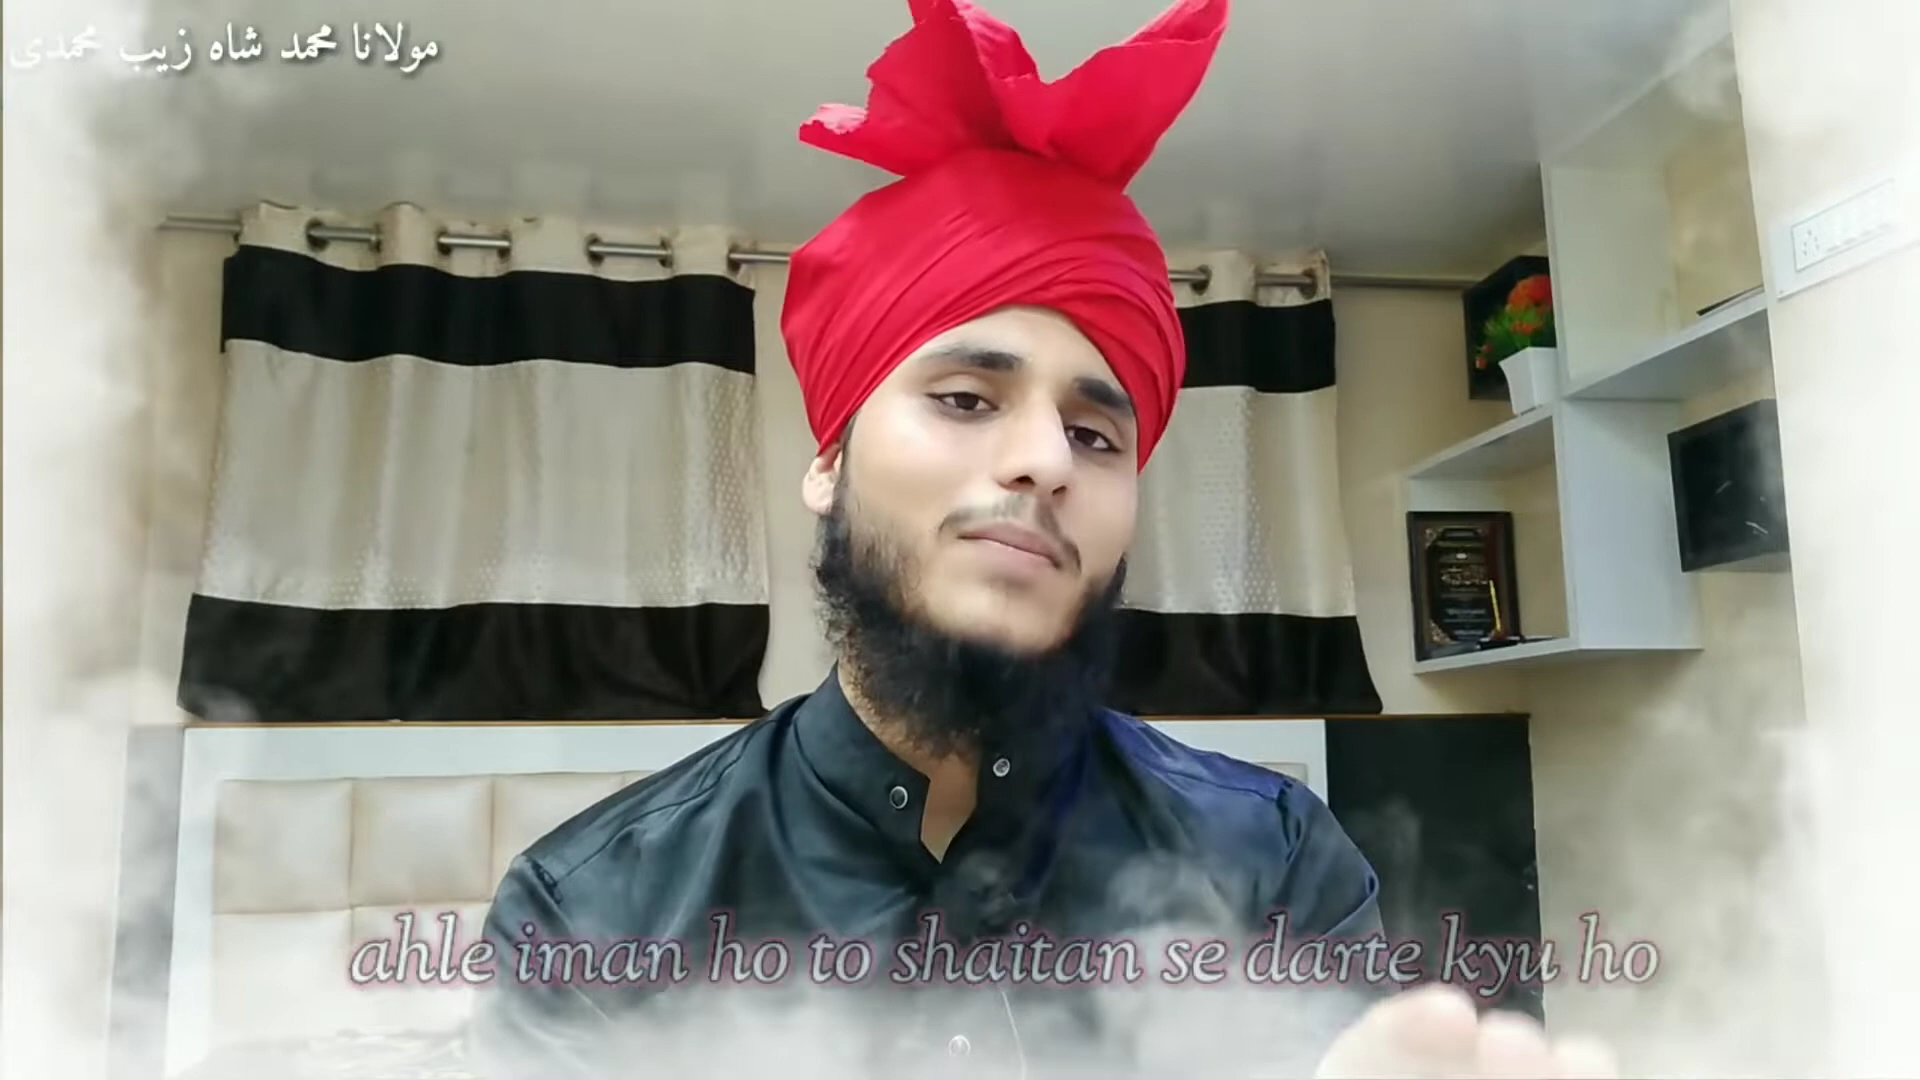 مولانا محمد شاہ زیب محمدی
ahle iman ho to shaitan se darte kyu ho